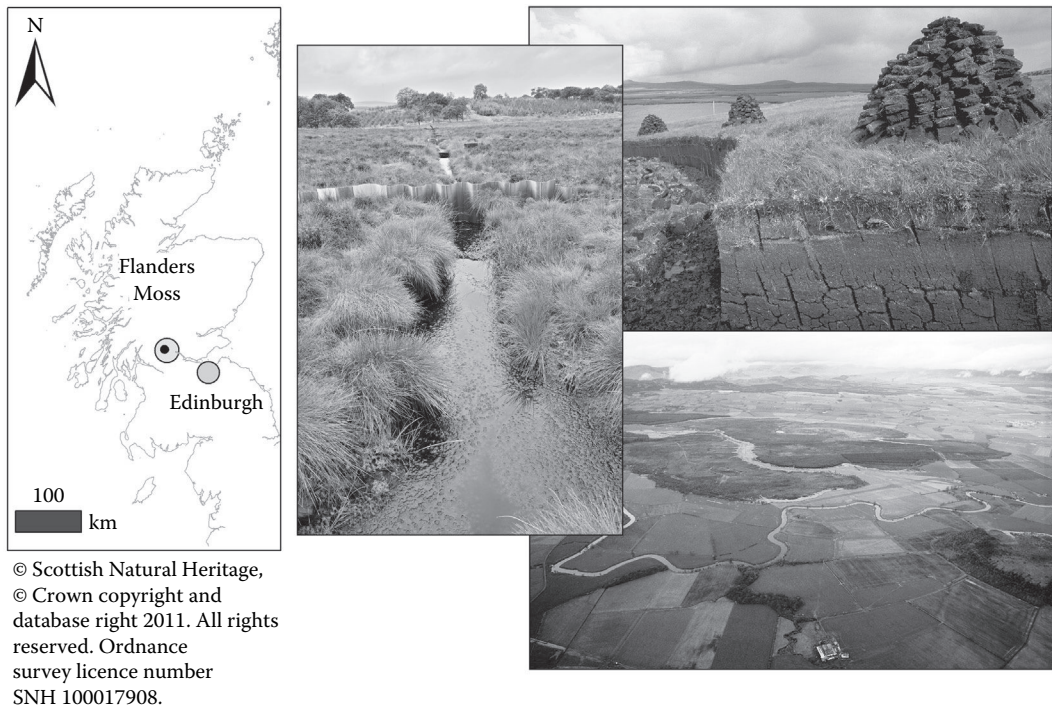 N
Flanders
Moss
Edinburgh
100
km
© Scottish Natural Heritage,
© Crown copyright and
database right 2011. All rights
reserved. Ordnance
survey licence number
SNH 100017908.